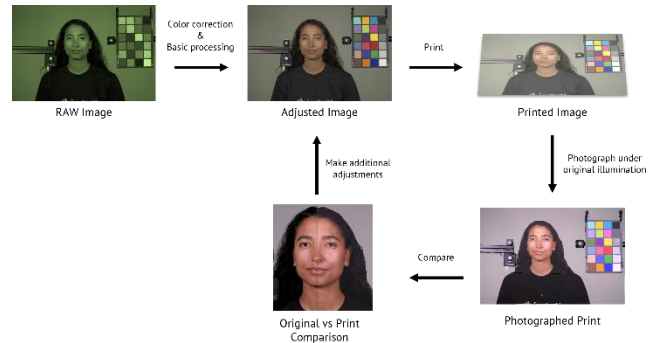 Color correction
&
Basic processing
Print
RAW Image
Adjusted Image
Printed Image
Make additional
adjustments
Photograph under
original illumination
Compare
Original vs Print
Comparison
Photographed Print